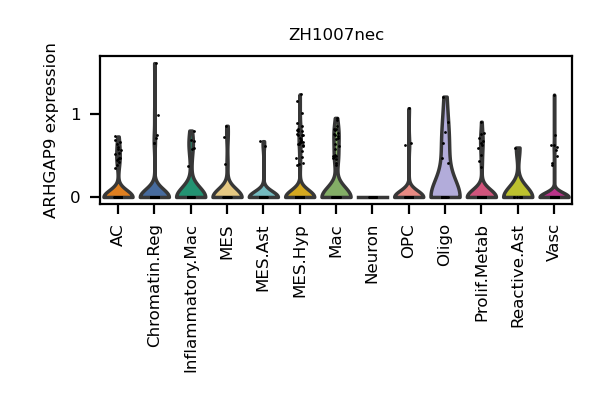 ZH1007nec
ARHGAP9 expression
1
0
AC
Chromatin.Reg
Inflammatory.Mac
MES
MES.Ast
MES.Hyp
Mac
Neuron
OPC
Oligo
Prolif.Metab
Reactive.Ast
Vasc